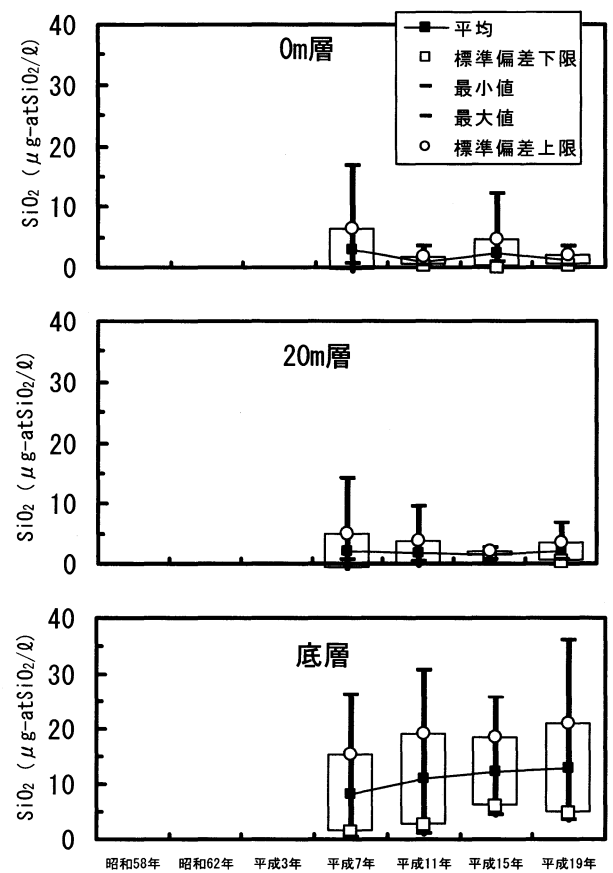 0m層
平均
標準偏差下限
最小値
最大値
標準偏差上限
SiO2 (μg-atSiO2/ℓ)
40
30
20
10
0
20m層
SiO2 (μg-atSiO2/ℓ)
40
30
20
10
0
底層
SiO2 (μg-atSiO2/ℓ)
40
30
20
10
0
昭和58年 昭和62年 平成3年 平成7年 平成11年 平成15年 平成19年